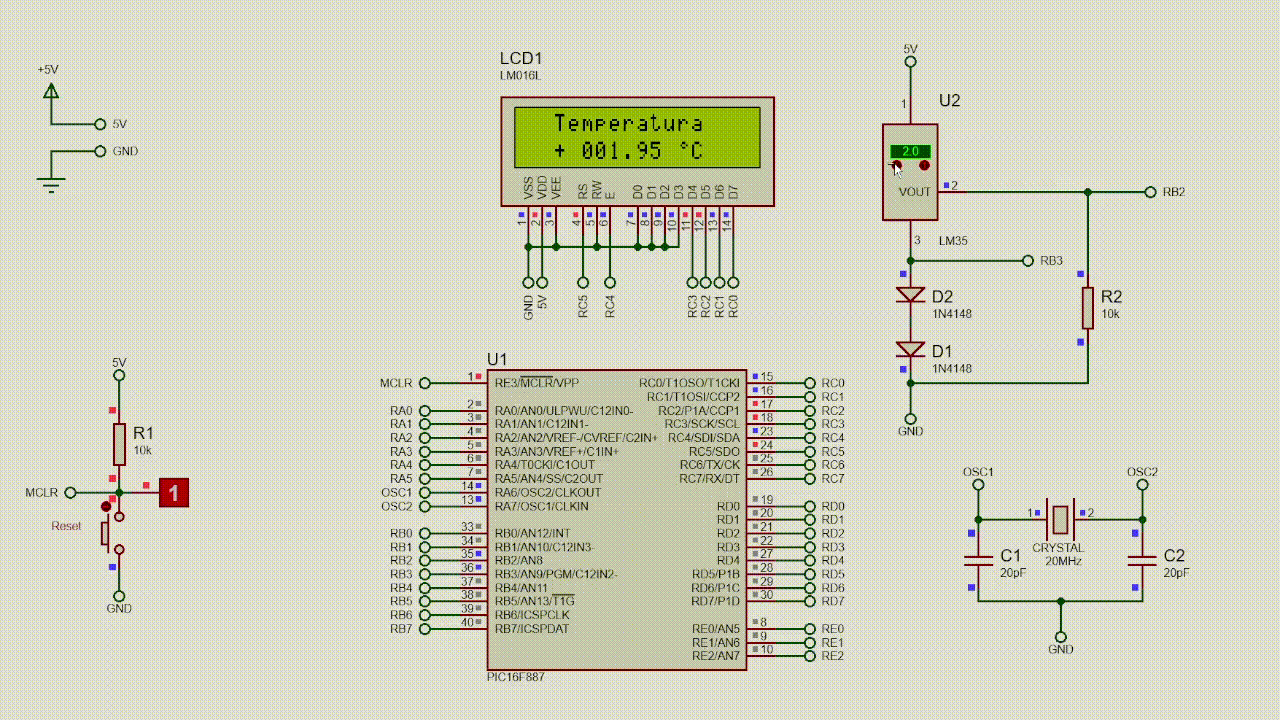 +5V
5V
GND
LCD1
LM016L
Temperatura
+ 001.95 °C
VSS
VDD
VEE
RS
RW
E
D0
D1
D2
D3
D4
D5
D6
D7
1
2
3
4
5
6
7
8
9
10
11
12
13
14
GND
5V
RC5
RC4
RC3
RC2
RC1
RC0
5V
1
U2
2.0
VOUT
2
RB2
3
LM35
RB3
D2
1N4148
R2
10k
D1
1N4148
GND
5V
R1
10k
MCLR
1
Reset
GND
U1
MCLR 1 RE3/MCLR/VPP
RA0 2 RA0/AN0/ULPWU/C12IN0-
RA1 3 RA1/AN1/C12IN1-
RA2 4 RA2/AN2/VREF-/CVREF/C2IN+
RA3 5 RA3/AN3/VREF+/C1IN+
RA4 6 RA4/T0CKI/C1OUT
RA5 7 RA5/AN4/SS/C2OUT
OSC1 14 RA6/OSC2/CLKOUT
OSC2 13 RA7/OSC1/CLKIN
RB0 33 RB0/AN12/INT
RB1 34 RB1/AN10/C12IN3-
RB2 35 RB2/AN8
RB3 36 RB3/AN9/PGM/C12IN2-
RB4 37 RB4/AN11
RB5 38 RB5/AN13/T1G
RB6 39 RB6/ICSPCLK
RB7 40 RB7/ICSPDAT
RC0/T1OSO/T1CKI 15 RC0
RC1/T1OSI/CCP2 16 RC1
RC2/P1A/CCP1 17 RC2
RC3/SCK/SCL 18 RC3
RC4/SDI/SDA 23 RC4
RC5/SDO 24 RC5
RC6/TX/CK 25 RC6
RC7/RX/DT 26 RC7
RD0 19 RD0
RD1 20 RD1
RD2 21 RD2
RD3 22 RD3
RD4 27 RD4
RD5/P1B 28 RD5
RD6/P1C 29 RD6
RD7/P1D 30 RD7
RE0/AN5 8 RE0
RE1/AN6 9 RE1
RE2/AN7 10 RE2
PIC16F887
OSC1
OSC2
1
2
CRYSTAL
20MHz
C1
20pF
C2
20pF
GND